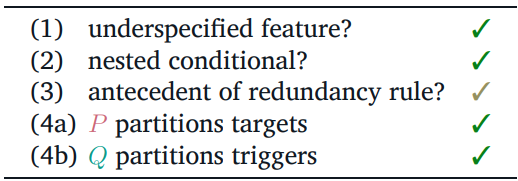 (1) underspecified feature? ✓
(2) nested conditional? ✓
(3) antecedent of redundancy rule? ✓
(4a) P partitions targets ✓
(4b) Q partitions triggers ✓